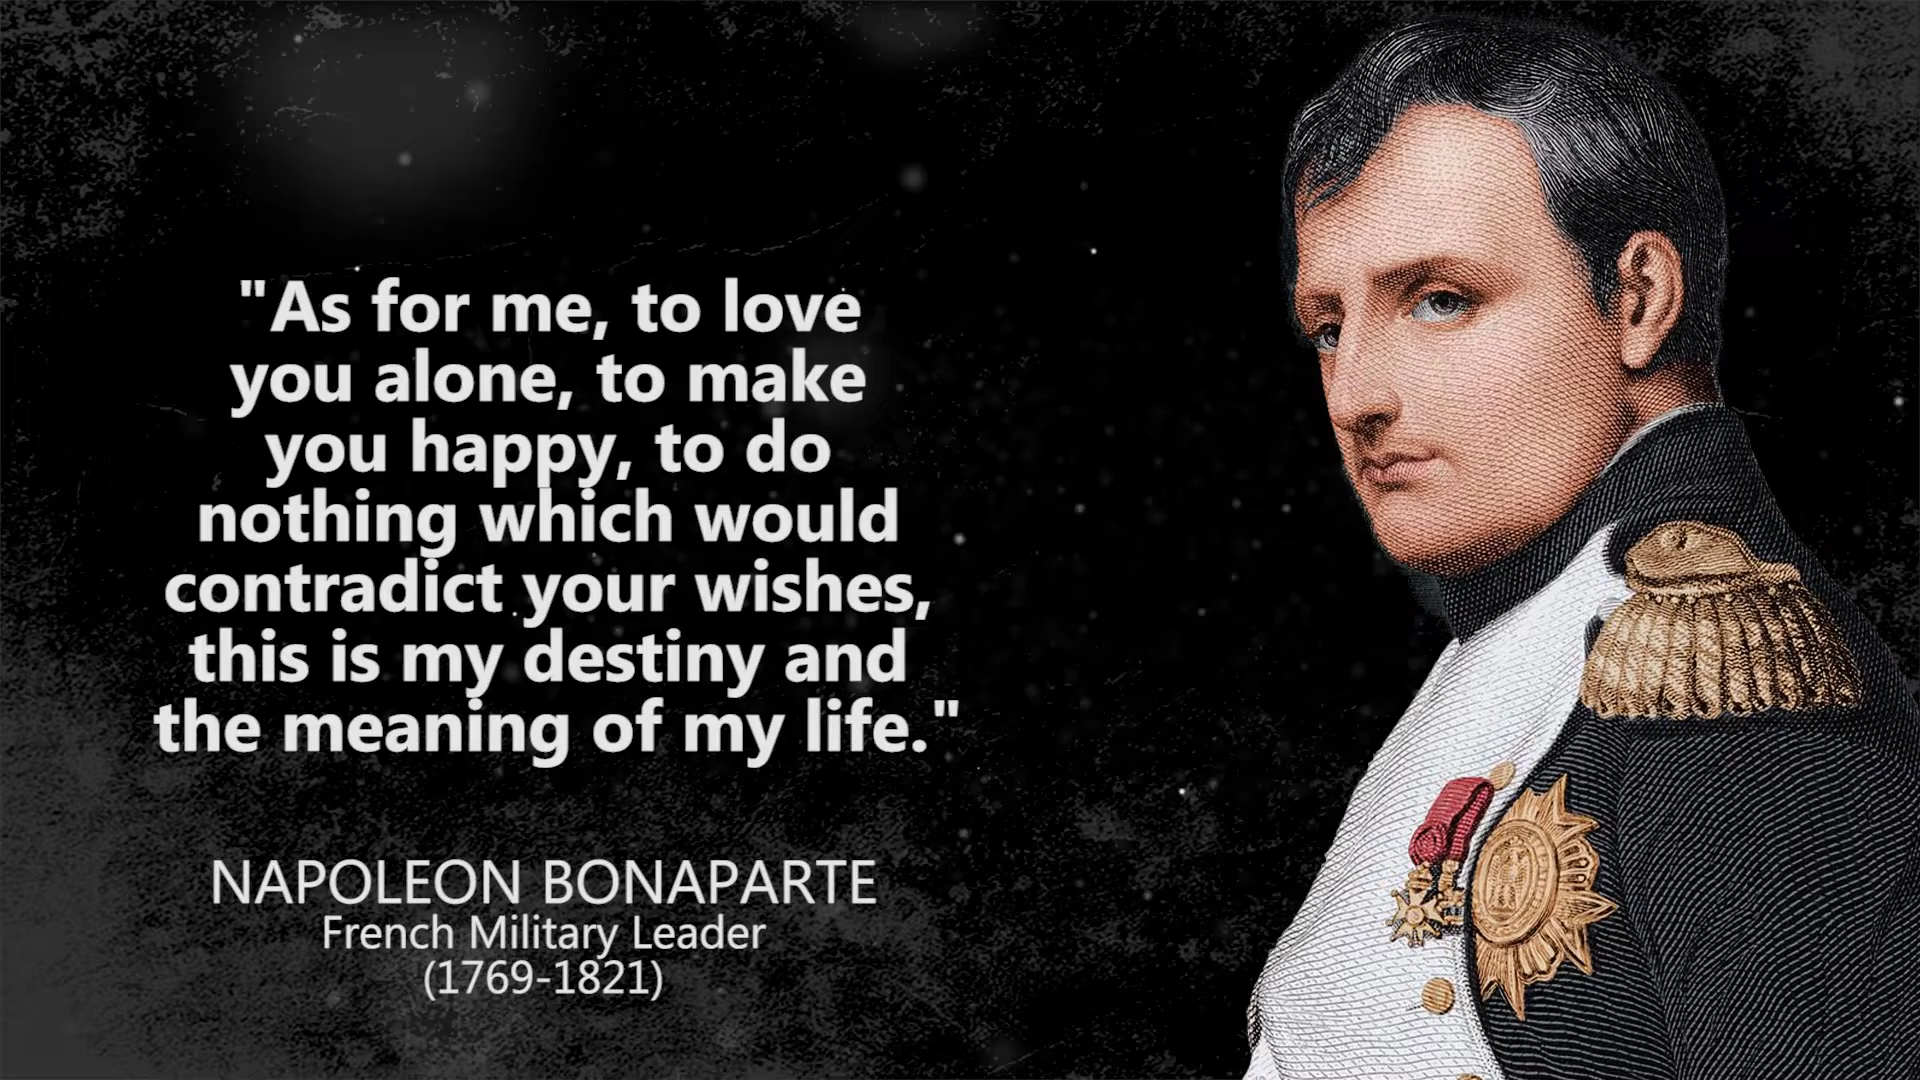 "As for me, to love
you alone, to make
you happy, to do
nothing which would
contradict your wishes,
this is my destiny and
the meaning of my life."
NAPOLEON BONAPARTE
French Military Leader
(1769-1821)